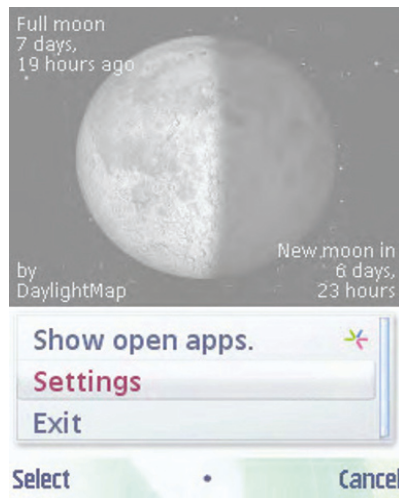 Full moon
7 days,
19 hours ago
New moon in
6 days,
23 hours
by
DaylightMap
Show open apps.
Settings
Exit
Select
Cancel